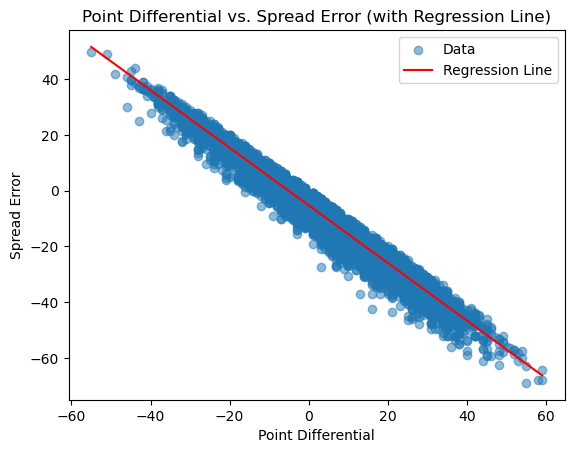 Point Differential vs. Spread Error (with Regression Line)
Data
Regression Line
Spread Error
40
20
0
−20
−40
−60
−60 −40 −20 0 20 40 60
Point Differential